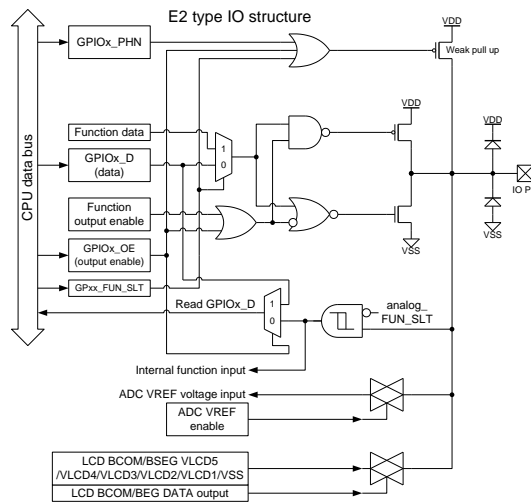 E2 type IO structure
CPU data bus
GPIOx_PHN
VDD
Weak pull up
Function data
GPIOx_D
(data)
1
0
VDD
VDD
Function
output enable
IO P
GPIOx_OE
(output enable)
VSS
VSS
GPxx_FUN_SLT
Read GPIOx_D
1
0
analog_
FUN_SLT
Internal function input
ADC VREF voltage input
ADC VREF
enable
LCD BCOM/BSEG VLCD5
/VLCD4/VLCD3/VLCD2/VLCD1/VSS
LCD BCOM/BEG DATA output